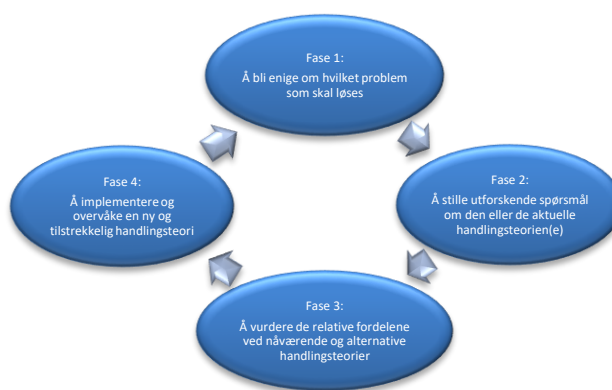 Fase 1:
Å bli enige om hvilket problem
som skal løses
Fase 2:
Å stille utforskende spørsmål
om den eller de aktuelle
handlingsteorien(e)
Fase 3:
Å vurdere de relative fordelene
ved nåværende og alternative
handlingsteorier
Fase 4:
Å implementere og
overvåke en ny og
tilstrekkelig handlingsteori